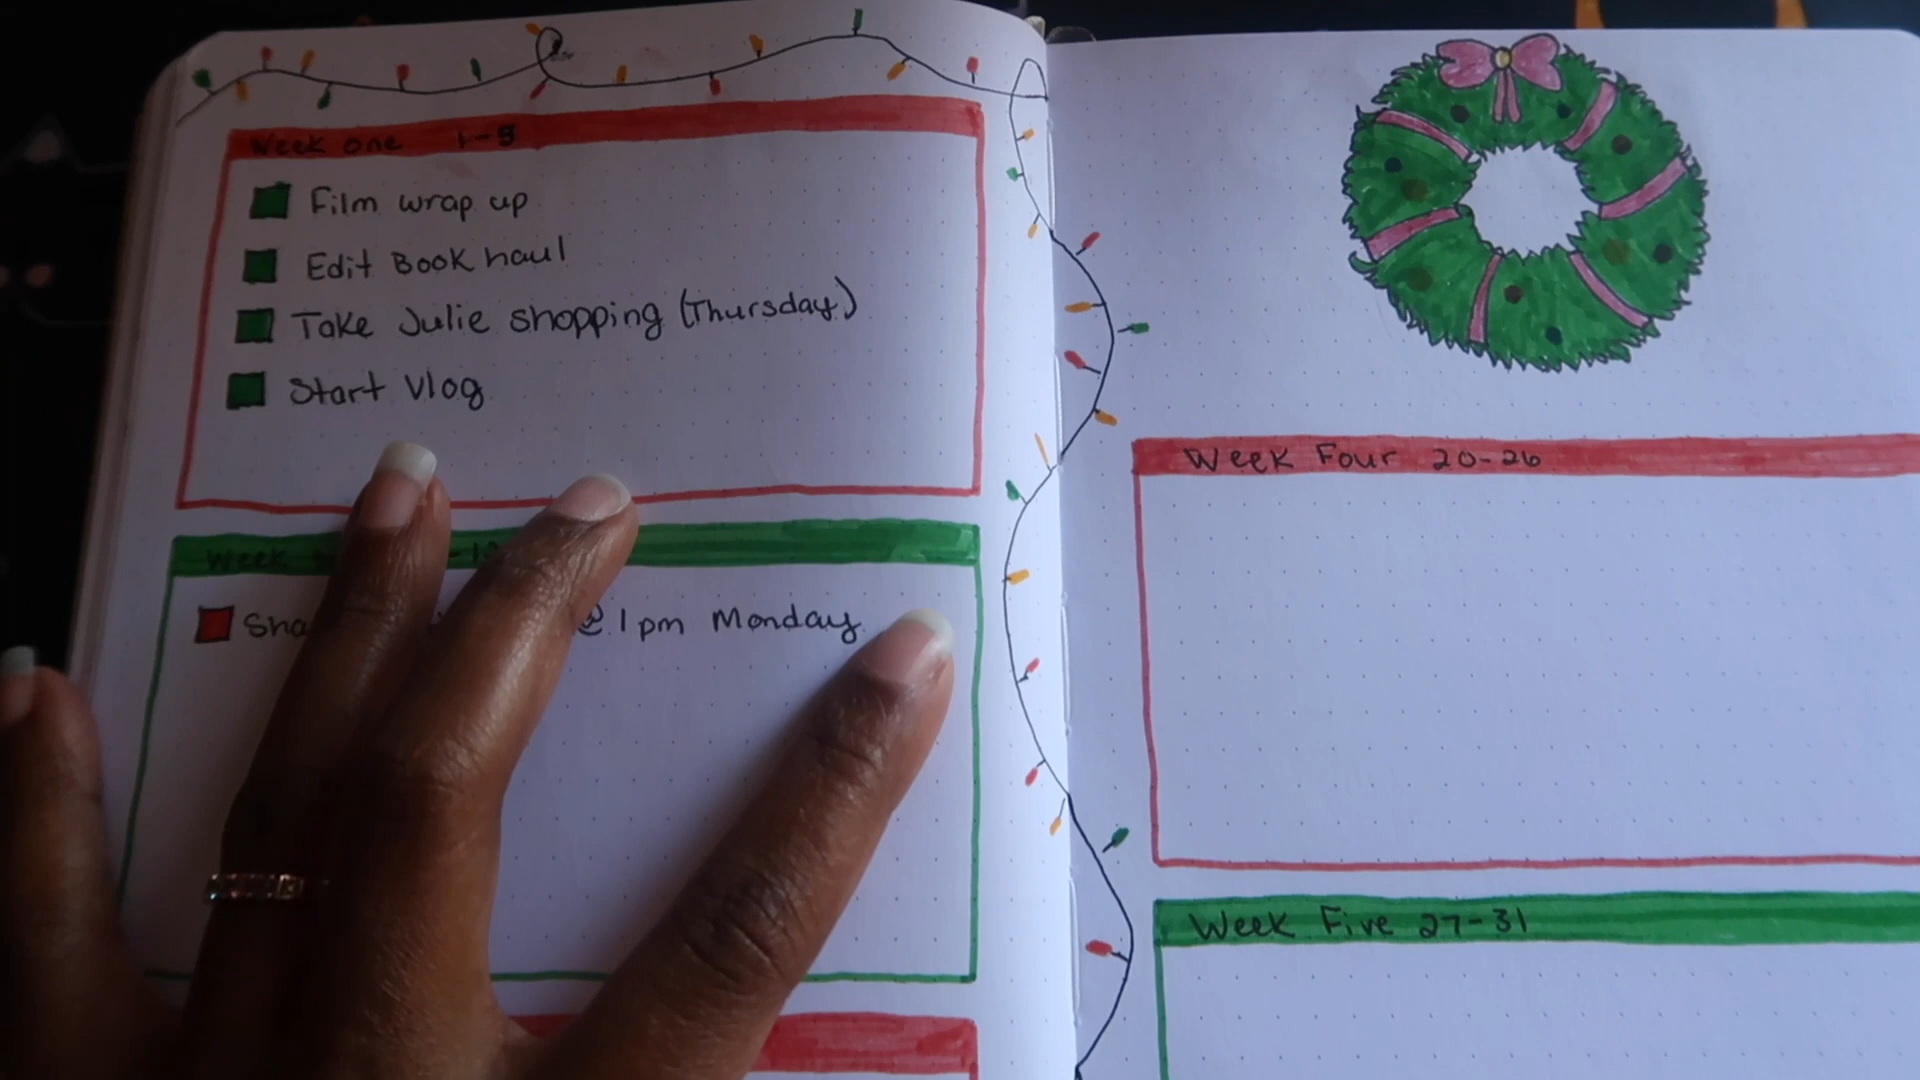 Week one 1-5
Film wrap up
Edit Book haul
Take Julie shopping (Thursday)
Start Vlog
Week
@ 1pm Monday
Week Four 20-26
Week Five 27-31